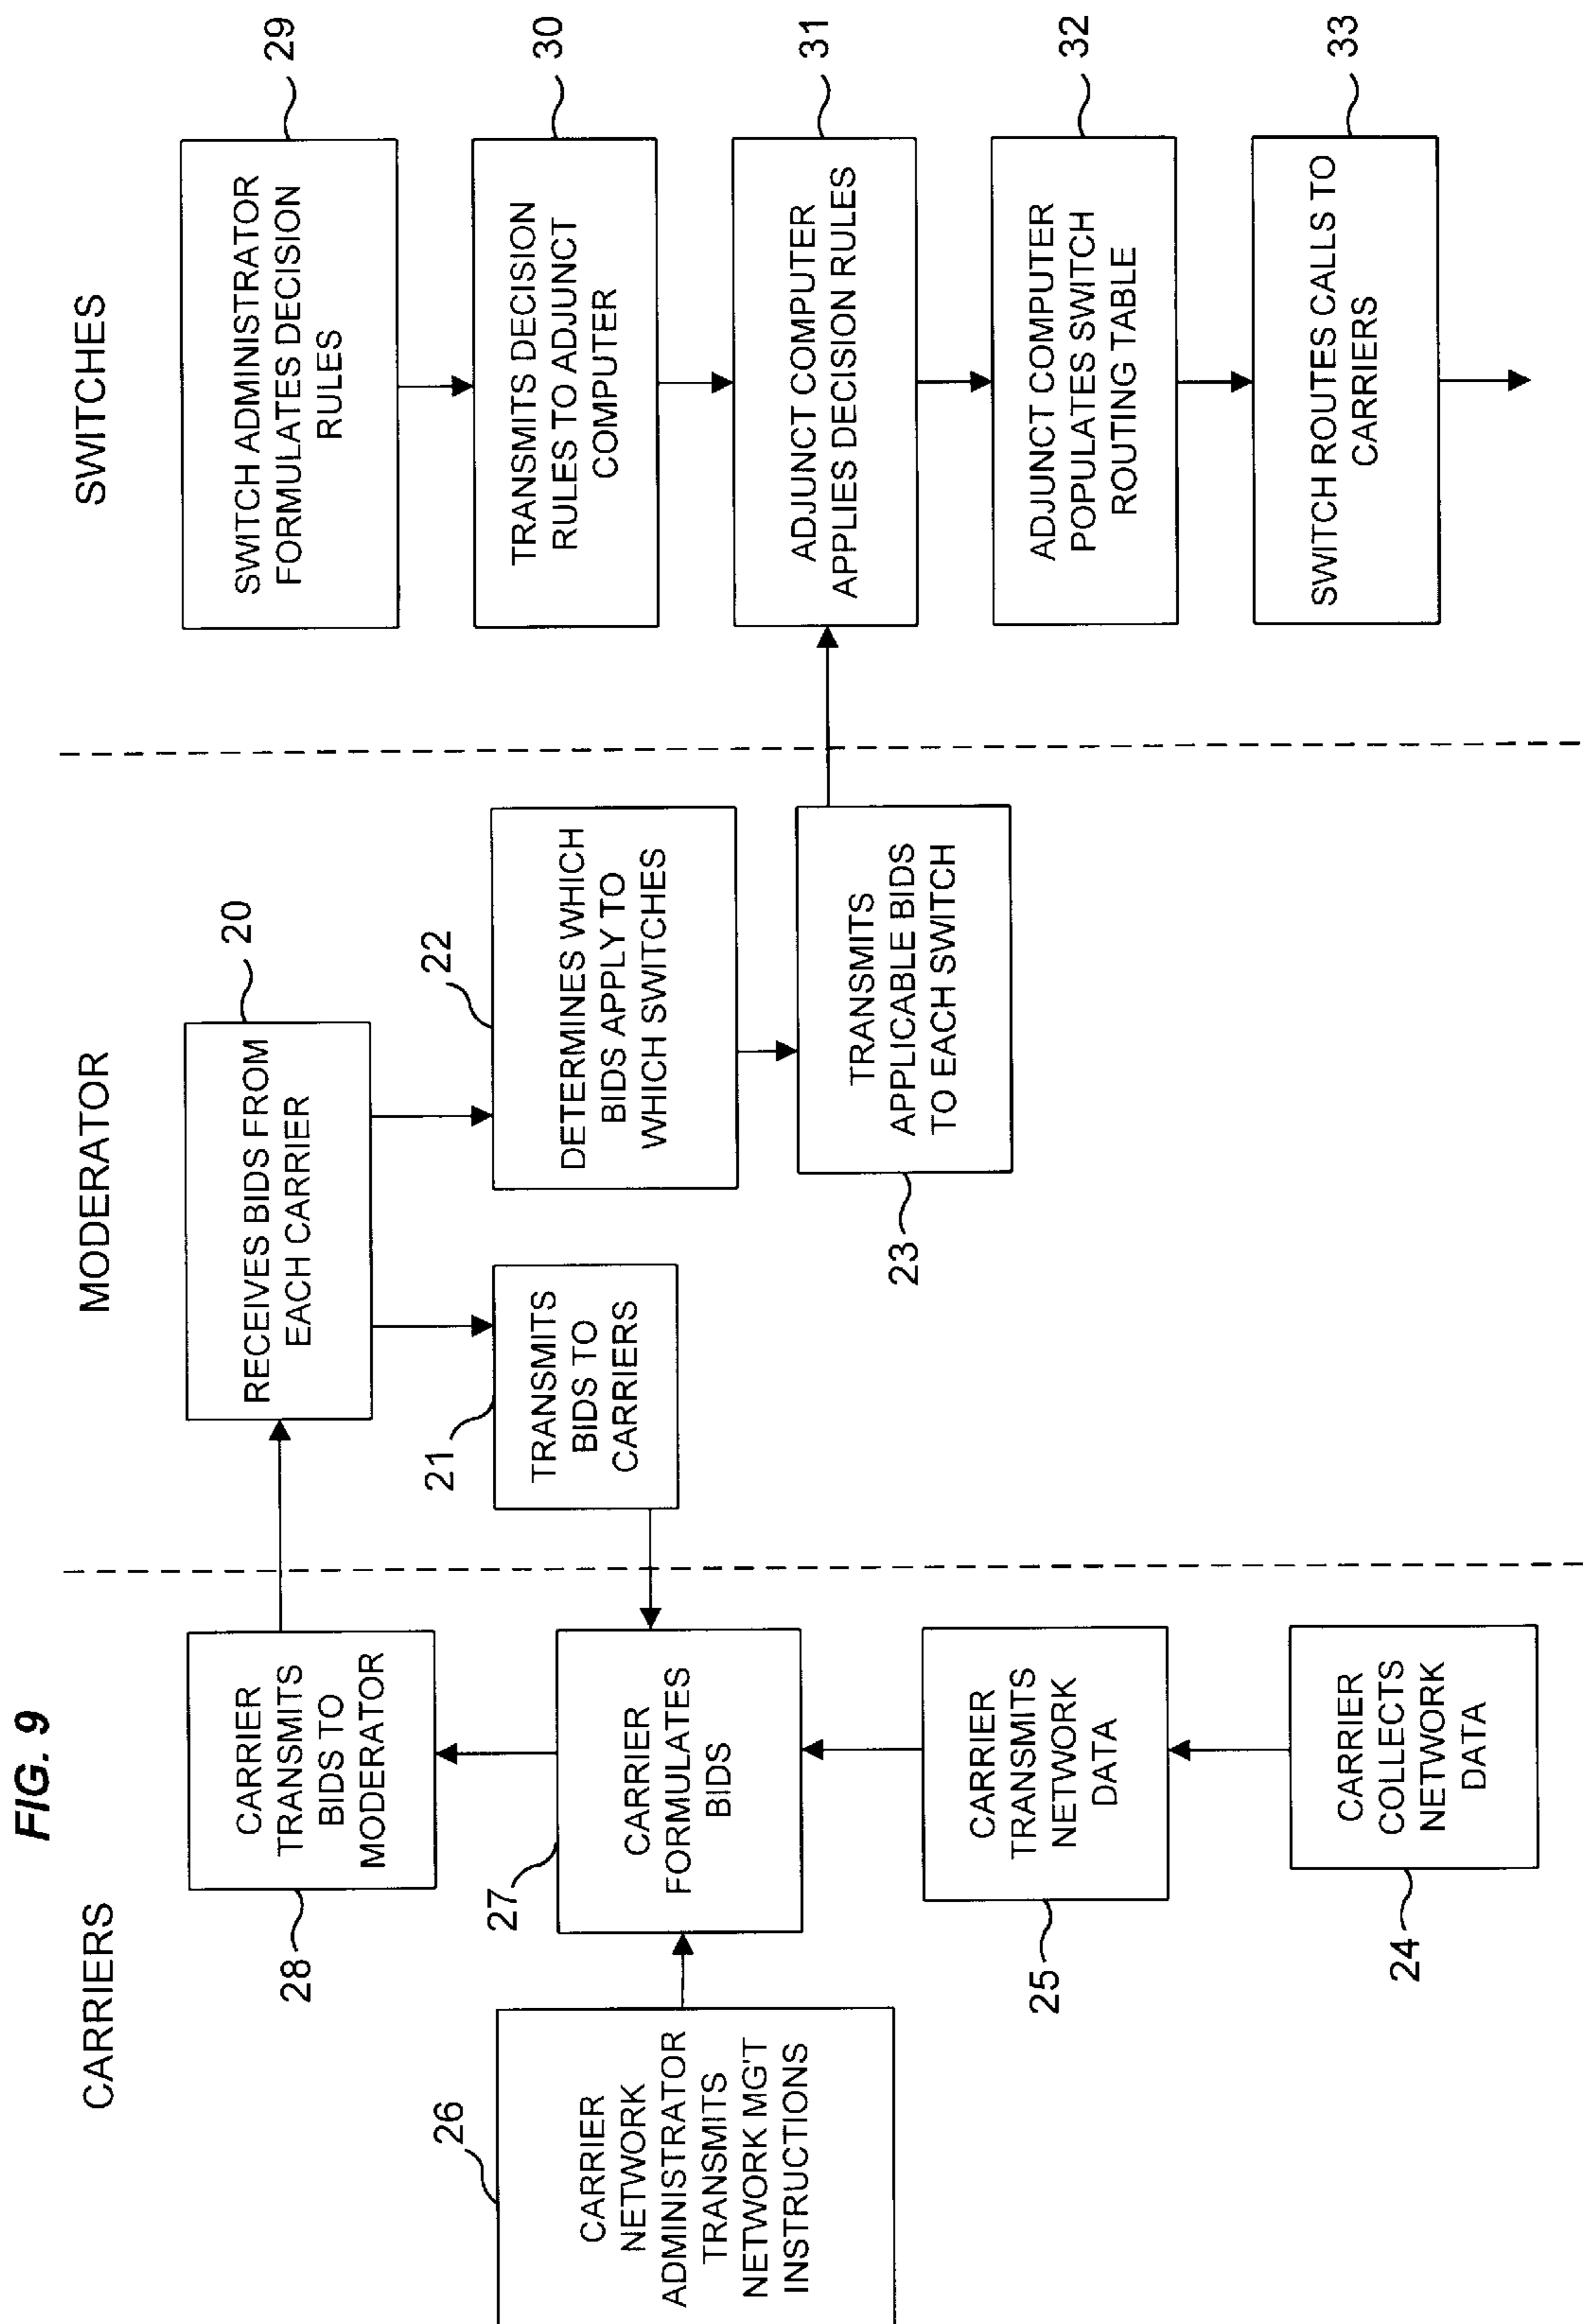 FIG. 9
CARRIERS
MODERATOR
SWITCHES
CARRIER
TRANSMITS
BIDS TO
MODERATOR
28
CARRIER
FORMULATES
BIDS
27
CARRIER
NETWORK
ADMINISTRATOR
TRANSMITS
NETWORK MG'T
INSTRUCTIONS
26
CARRIER
TRANSMITS
NETWORK
DATA
25
CARRIER
COLLECTS
NETWORK
DATA
24
RECEIVES BIDS FROM
EACH CARRIER
20
TRANSMITS
BIDS TO
CARRIERS
21
DETERMINES WHICH
BIDS APPLY TO
WHICH SWITCHES
22
TRANSMITS
APPLICABLE BIDS
TO EACH SWITCH
23
SWITCH ADMINISTRATOR
FORMULATES DECISION
RULES
29
TRANSMITS DECISION
RULES TO ADJUNCT
COMPUTER
30
ADJUNCT COMPUTER
APPLIES DECISION RULES
31
ADJUNCT COMPUTER
POPULATES SWITCH
ROUTING TABLE
32
SWITCH ROUTES CALLS TO
CARRIERS
33